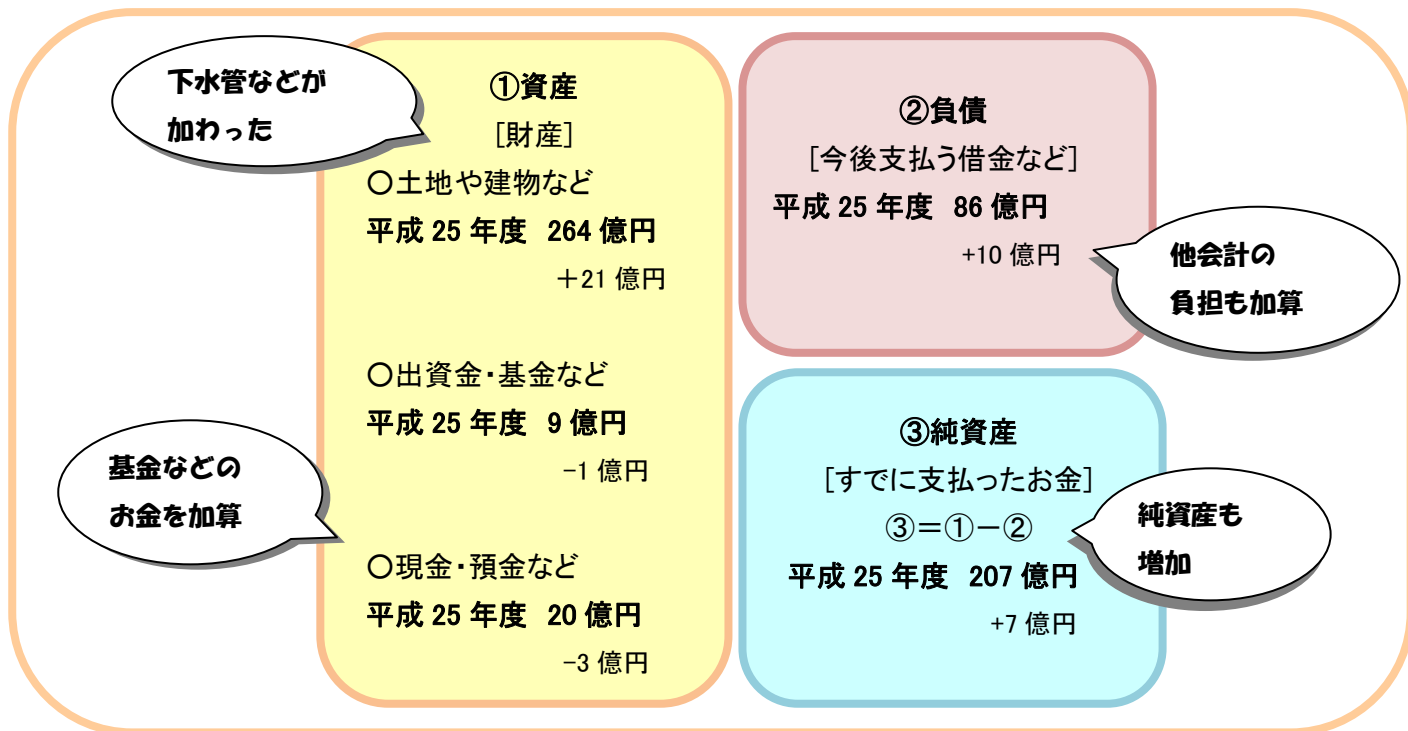 下水管などが
加わった
①資産
[財産]
○土地や建物など
平成 25 年度 264 億円
＋21 億円
○出資金・基金など
平成 25 年度 9 億円
-1 億円
基金などの
お金を加算
○現金・預金など
平成 25 年度 20 億円
-3 億円
②負債
[今後支払う借金など]
平成 25 年度 86 億円
+10 億円
他会計の
負担も加算
③純資産
[すでに支払ったお金]
③＝①－②
平成 25 年度 207 億円
+7 億円
純資産も
増加